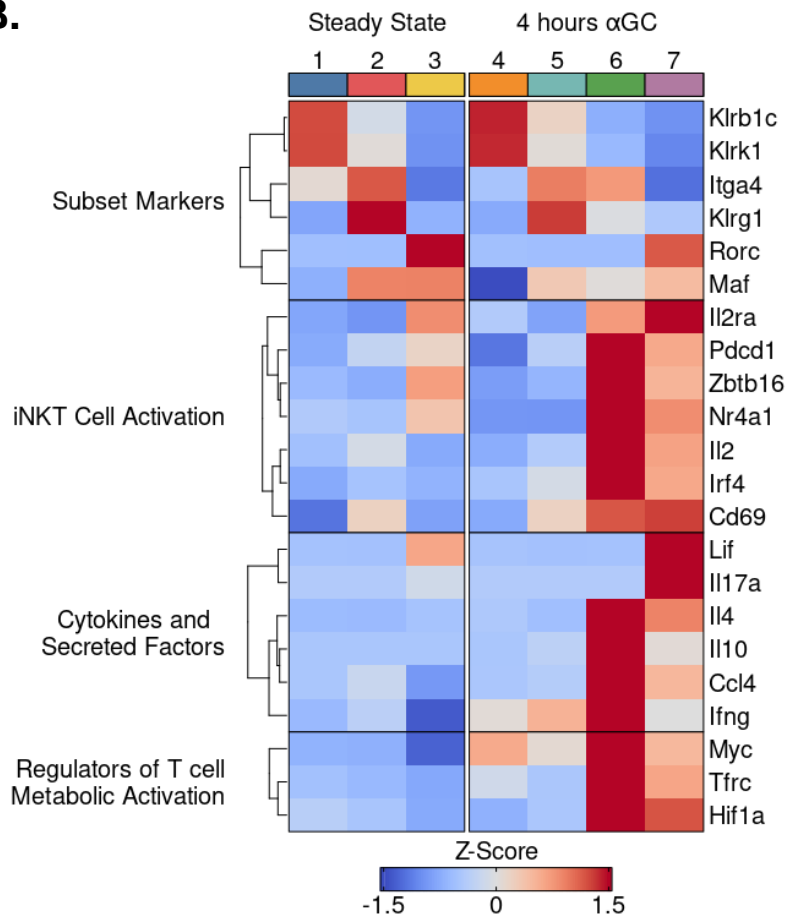 B.
Steady State 4 hours αGC
1 2 3 4 5 6 7
Subset Markers
Klrb1c
Klrk1
Itga4
Klrg1
Rorc
Maf
iNKT Cell Activation
Il2ra
Pdcd1
Zbtb16
Nr4a1
Il2
Irf4
Cd69
Cytokines and
Secreted Factors
Lif
Il17a
Il4
Il10
Ccl4
Ifng
Regulators of T cell
Metabolic Activation
Myc
Tfrc
Hif1a
Z-Score
-1.5 0 1.5